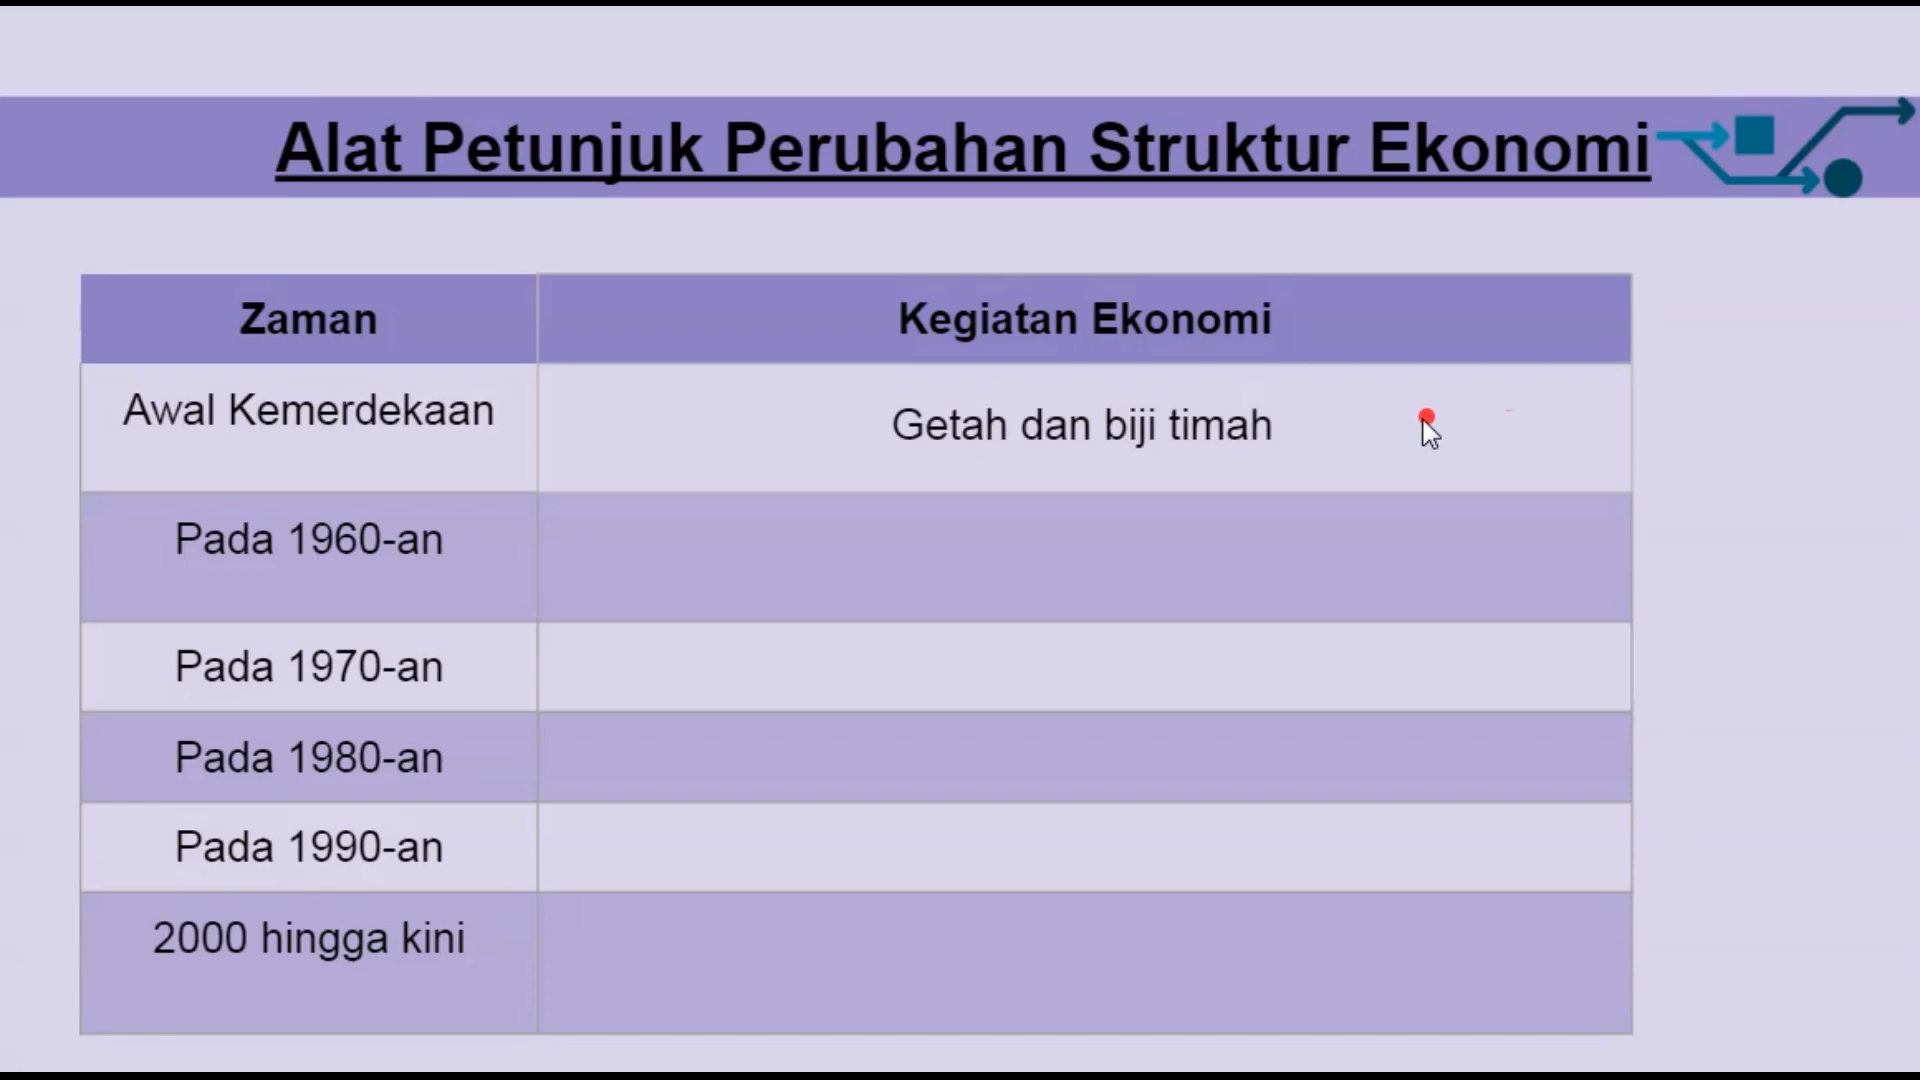 Alat Petunjuk Perubahan Struktur Ekonomi
Zaman
Kegiatan Ekonomi
Awal Kemerdekaan
Getah dan biji timah
Pada 1960-an
Pada 1970-an
Pada 1980-an
Pada 1990-an
2000 hingga kini